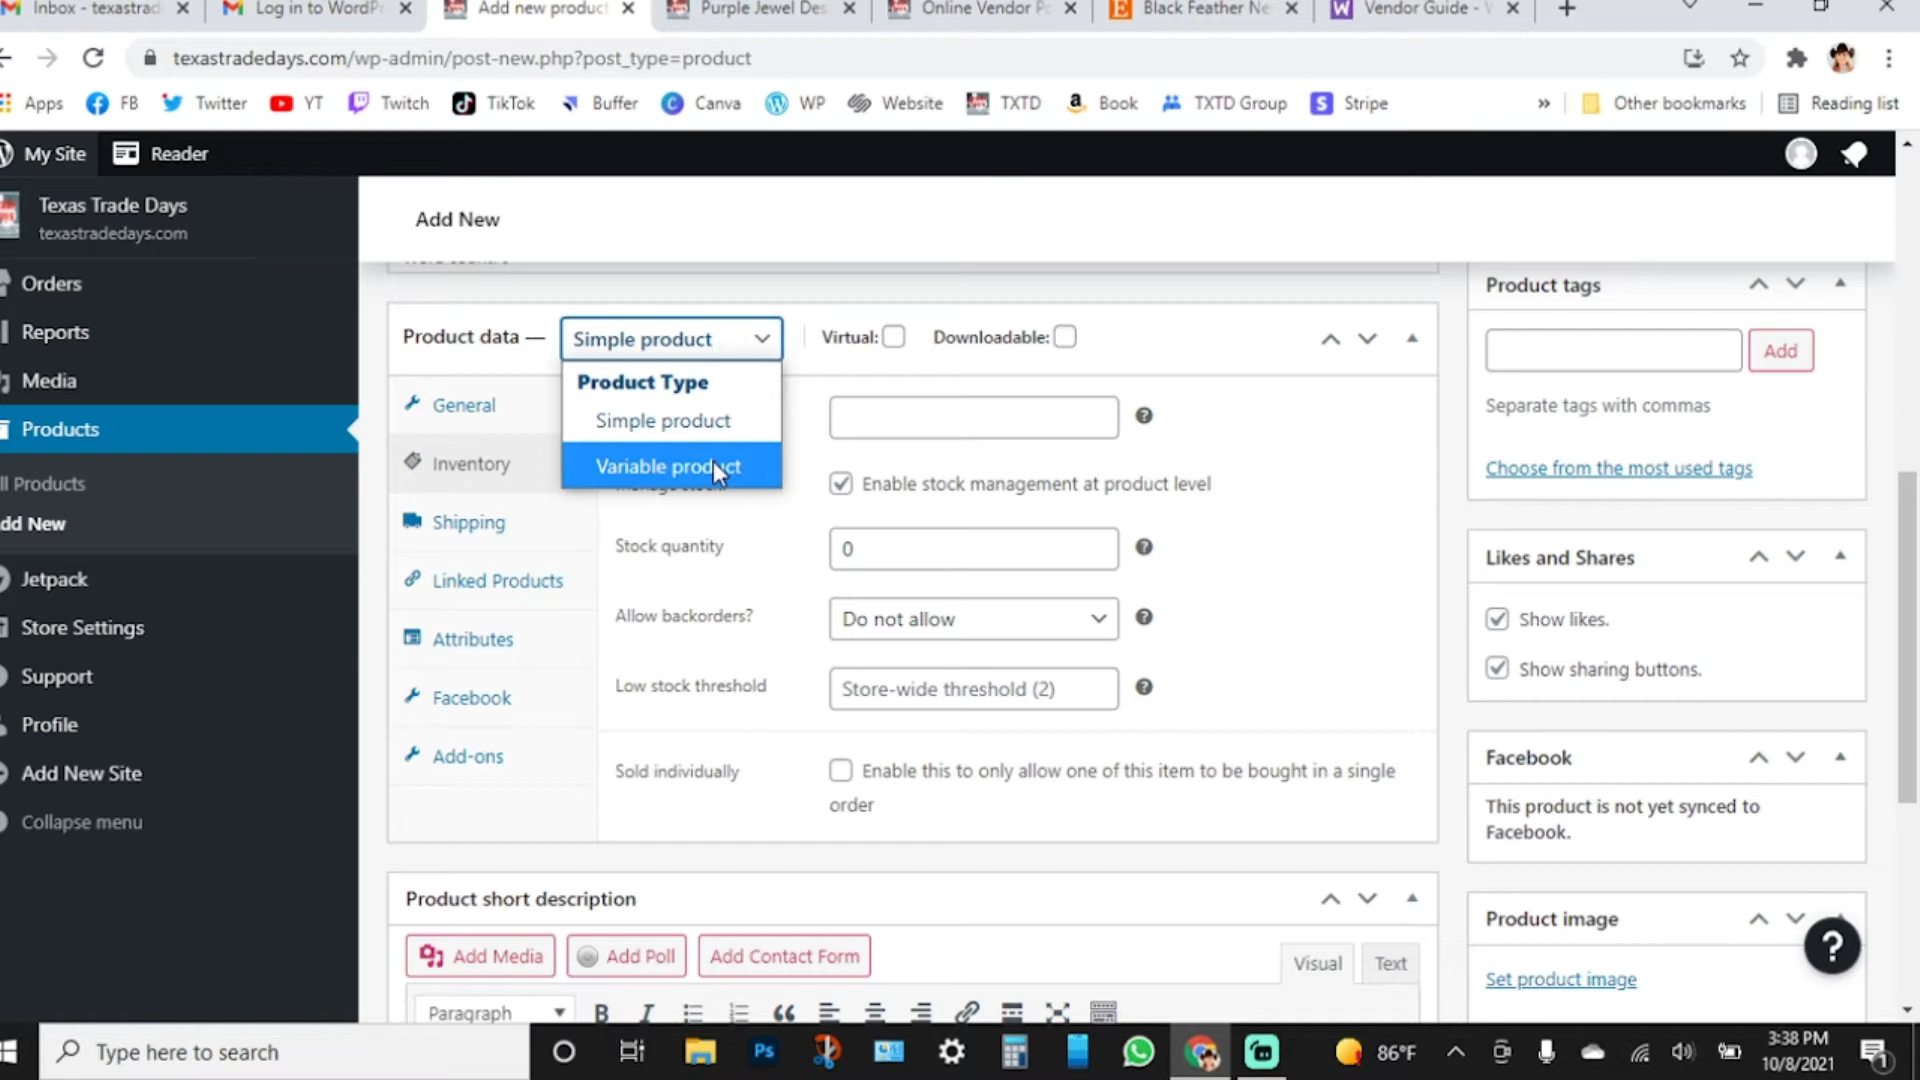 Inbox - texastrad
Log in to WordPr
Add new product
Purple Jewel Des
Online Vendor Po
Black Feather Ne
Vendor Guide -
texastradedays.com/wp-admin/post-new.php?post_type=product
Apps
FB
Twitter
YT
Twitch
TikTok
Buffer
Canva
WP
Website
TXTD
Book
TXTD Group
Stripe
»
Other bookmarks
Reading list
My Site
Reader
Texas Trade Days
texastradedays.com
Orders
Reports
Media
Products
ll Products
dd New
Jetpack
Store Settings
Support
Profile
Add New Site
Collapse menu
Add New
Product data —
Simple product
Virtual:
Downloadable:
Product Type
Simple product
Variable product
General
Inventory
Shipping
Linked Products
Attributes
Facebook
Add-ons
Enable stock management at product level
Stock quantity
0
Allow backorders?
Do not allow
Low stock threshold
Store-wide threshold (2)
Sold individually
Enable this to only allow one of this item to be bought in a single
order
Product short description
Add Media
Add Poll
Add Contact Form
Visual
Text
Paragraph
B
I
Product tags
Add
Separate tags with commas
Choose from the most used tags
Likes and Shares
Show likes.
Show sharing buttons.
Facebook
This product is not yet synced to
Facebook.
Product image
Set product image
?
Type here to search
Ps
86°F
3:38 PM
10/8/2021
1